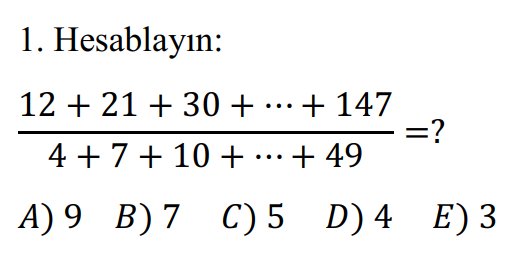 1. Hesablayın:
12 + 21 + 30 + ⋯ + 147
4 + 7 + 10 + ⋯ + 49
=?
A) 9 B) 7 C) 5 D) 4 E) 3